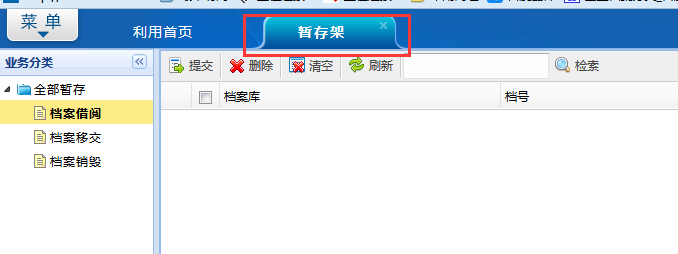 菜 单
利用首页
暂存架
业务分类
提交 删除 清空 刷新 检索
全部暂存
档案库 档号
档案借阅
档案移交
档案销毁